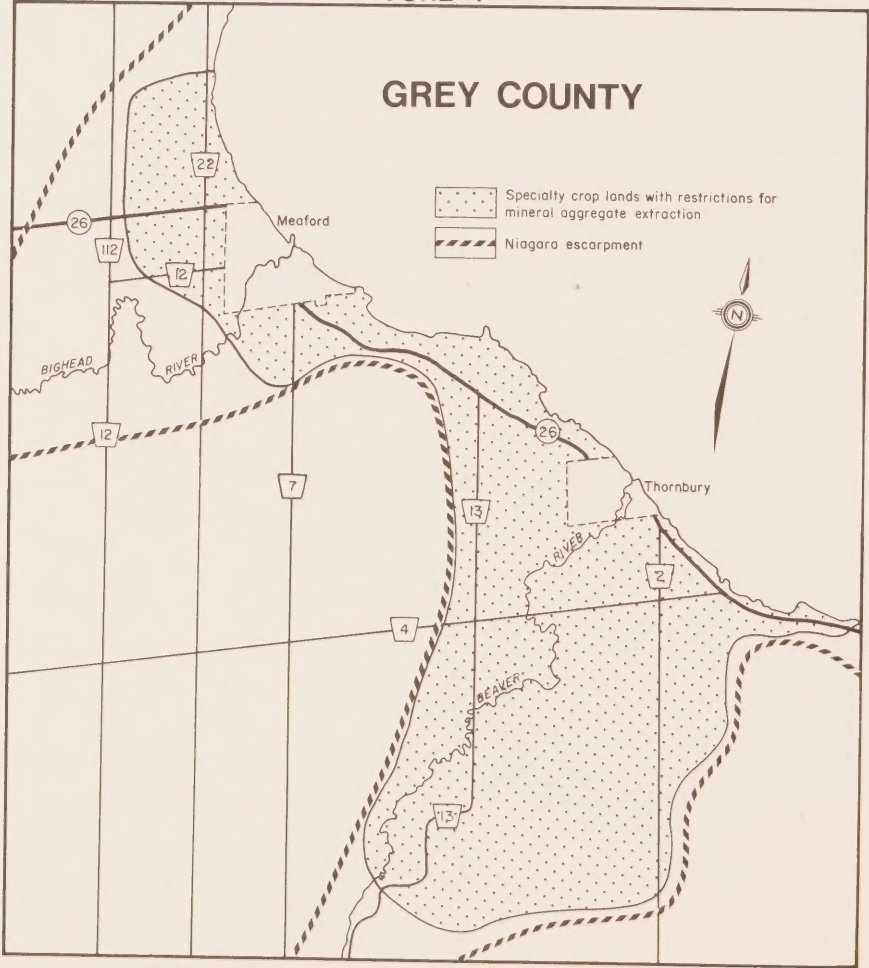 GREY COUNTY
Specialty crop lands with restrictions for
mineral aggregate extraction
Niagara escarpment
N
22
Meaford
26
112
12
BIGHEAD
RIVER
12
7
26
Thornbury
13
RIVER
2
4
BEAVER
13